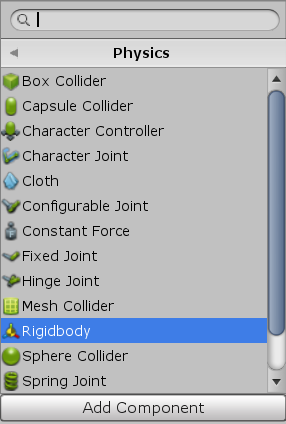 Physics
Box Collider
Capsule Collider
Character Controller
Character Joint
Cloth
Configurable Joint
Constant Force
Fixed Joint
Hinge Joint
Mesh Collider
Rigidbody
Sphere Collider
Spring Joint
Add Component